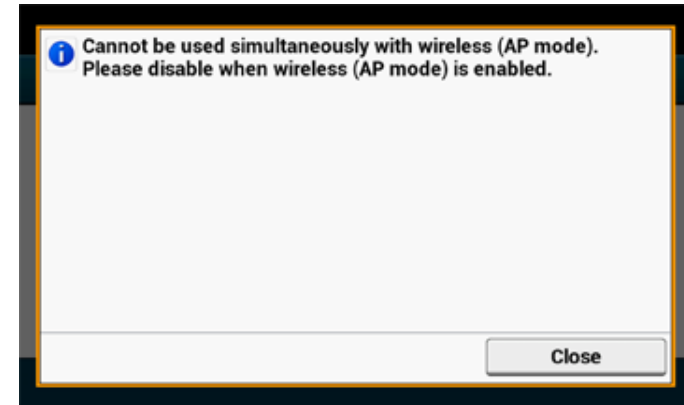 Cannot be used simultaneously with wireless (AP mode).
Please disable when wireless (AP mode) is enabled.
Close